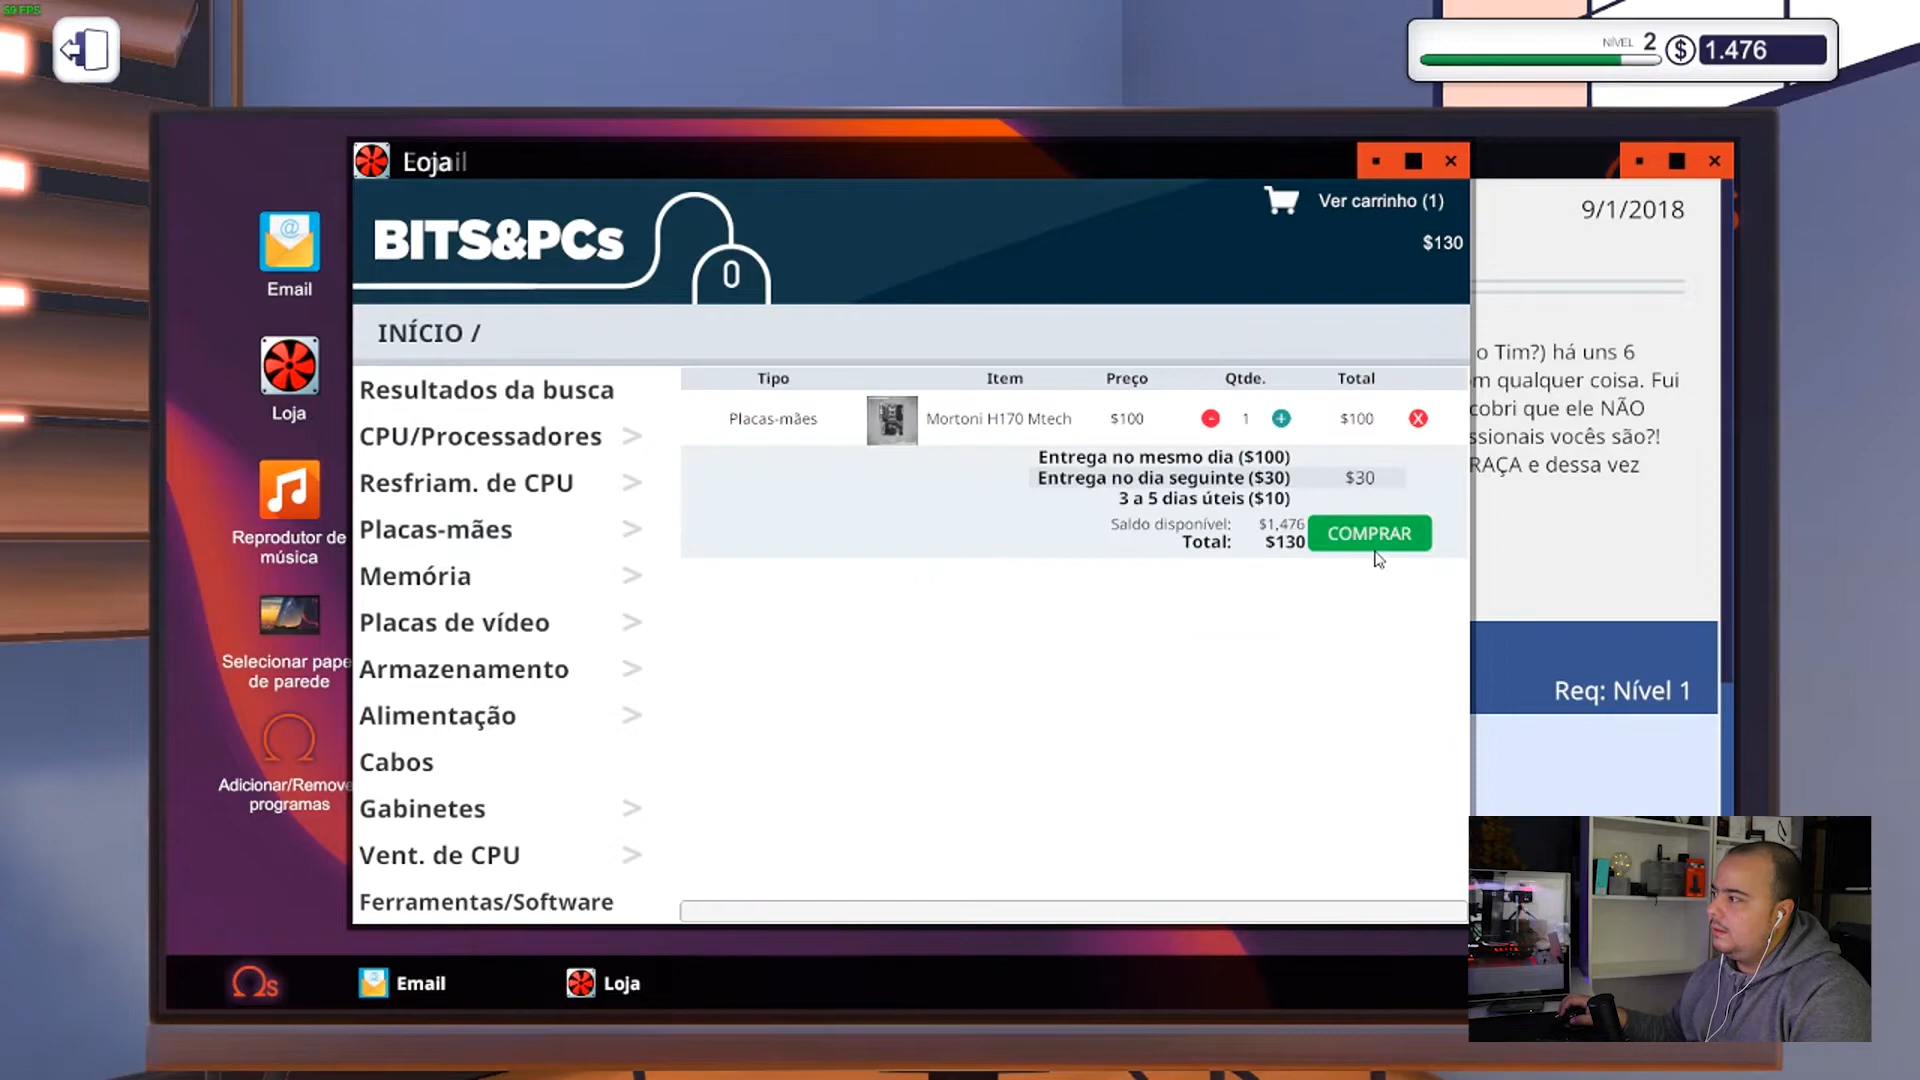 59 FPS
NÍVEL 2
$ 1.476
Loja
BITS&PCs
Ver carrinho (1)
$130
9/1/2018
INÍCIO /
Resultados da busca
CPU/Processadores >
Resfriam. de CPU >
Placas-mães >
Memória >
Placas de vídeo >
Armazenamento >
Alimentação >
Cabos
Gabinetes >
Vent. de CPU >
Ferramentas/Software
Tipo Item Preço Qtde. Total
Placas-mães Mortoni H170 Mtech $100 - 1 + $100 X
Entrega no mesmo dia ($100)
Entrega no dia seguinte ($30) $30
3 a 5 dias úteis ($10)
Saldo disponível: $1,476
Total: $130
COMPRAR
o Tim?) há uns 6
m qualquer coisa. Fui
cobri que ele NÃO
ssionais vocês são?!
RAÇA e dessa vez
Req: Nível 1
Email
Loja
Reprodutor de
música
Selecionar pape
de parede
Adicionar/Remove
programas
Ωs
Email
Loja